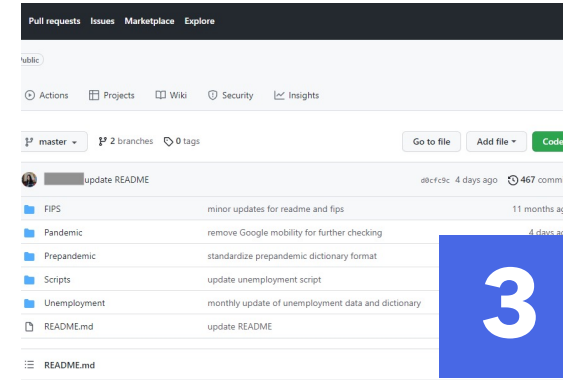 Pull requests Issues Marketplace Explore
Public
Actions Projects Wiki Security Insights
master 2 branches 0 tags Go to file Add file Code
update README d0cfc9c 4 days ago 467 comm
FIPS minor updates for readme and fips 11 months ag
Pandemic remove Google mobility for further checking 4 days ag
Prepandemic standardize prepandemic dictionary format
Scripts update unemployment script
Unemployment monthly update of unemployment data and dictionary
README.md update README
README.md
3